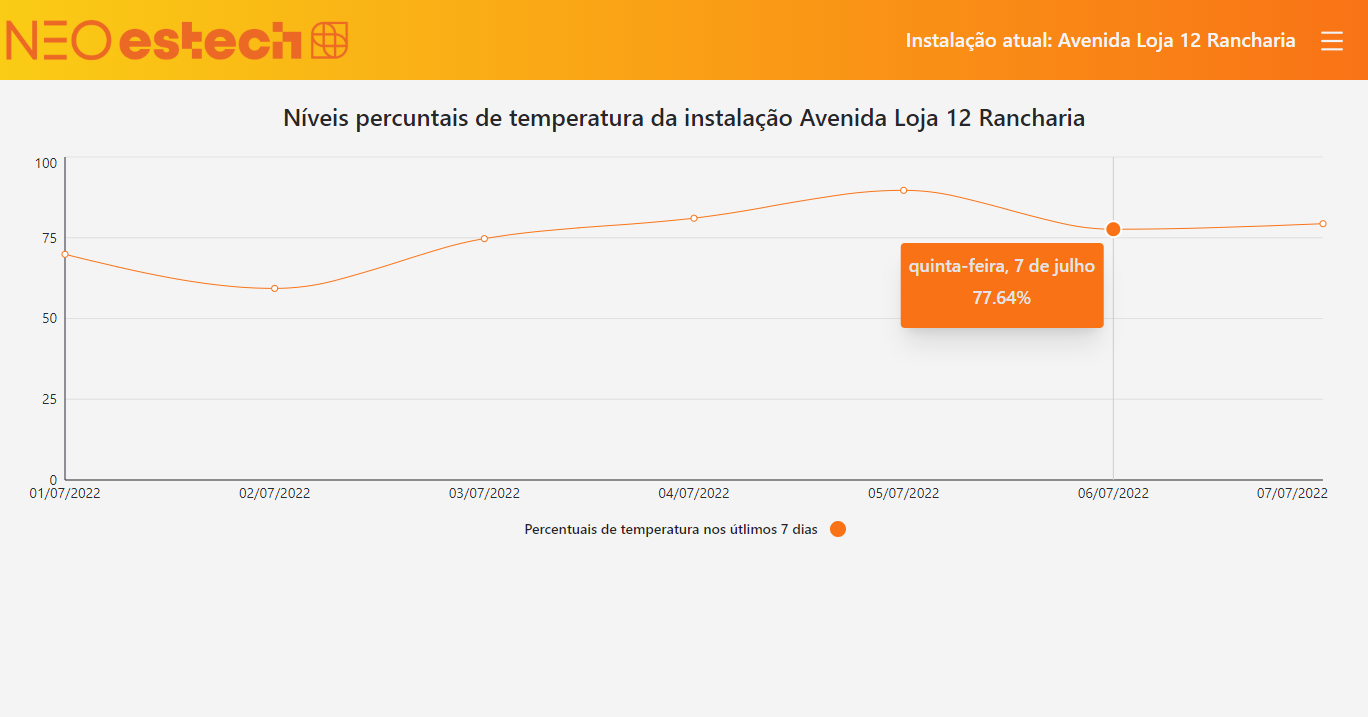 NEO estech
Instalação atual: Avenida Loja 12 Rancharia
Níveis percuntais de temperatura da instalação Avenida Loja 12 Rancharia
100
75
50
25
0
quinta-feira, 7 de julho
77.64%
01/07/2022 02/07/2022 03/07/2022 04/07/2022 05/07/2022 06/07/2022 07/07/2022
Percentuais de temperatura nos útlimos 7 dias